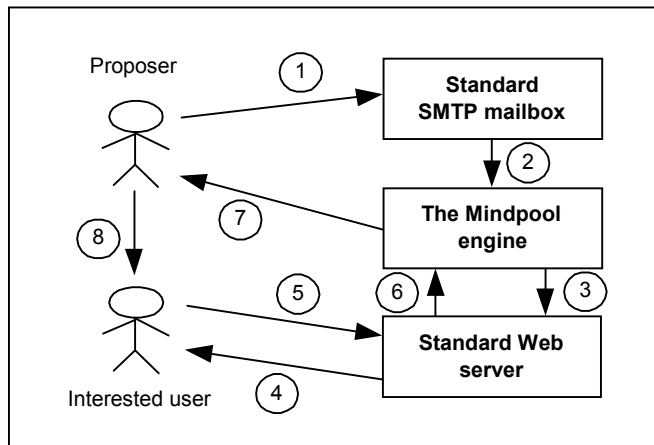 Proposer
1
Standard
SMTP mailbox
2
The Mindpool
engine
7
8
5
6
3
Standard Web
server
4
Interested user